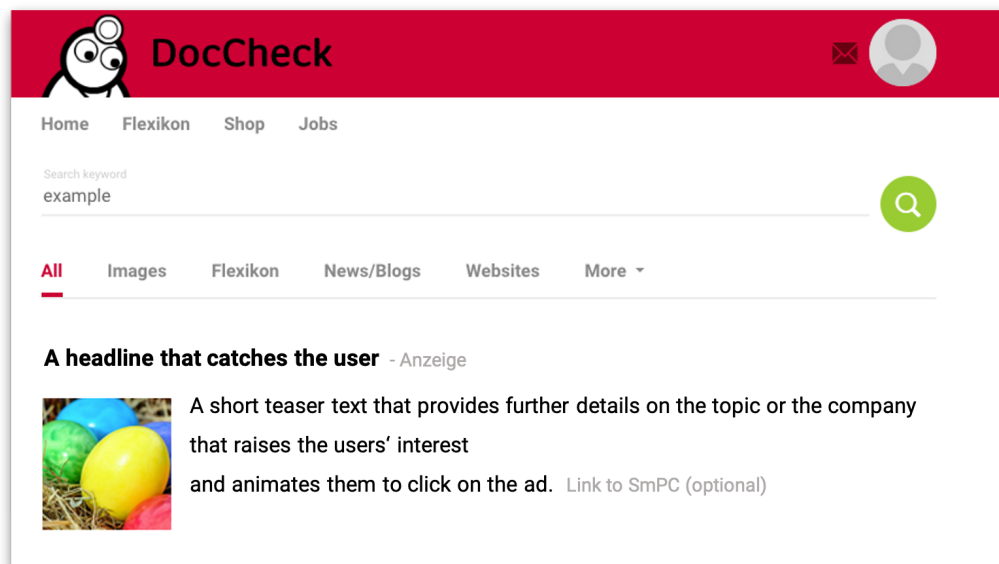 DocCheck
Home Flexikon Shop Jobs
Search keyword
example
All Images Flexikon News/Blogs Websites More
A headline that catches the user - Anzeige
A short teaser text that provides further details on the topic or the company
that raises the users‘ interest
and animates them to click on the ad. Link to SmPC (optional)